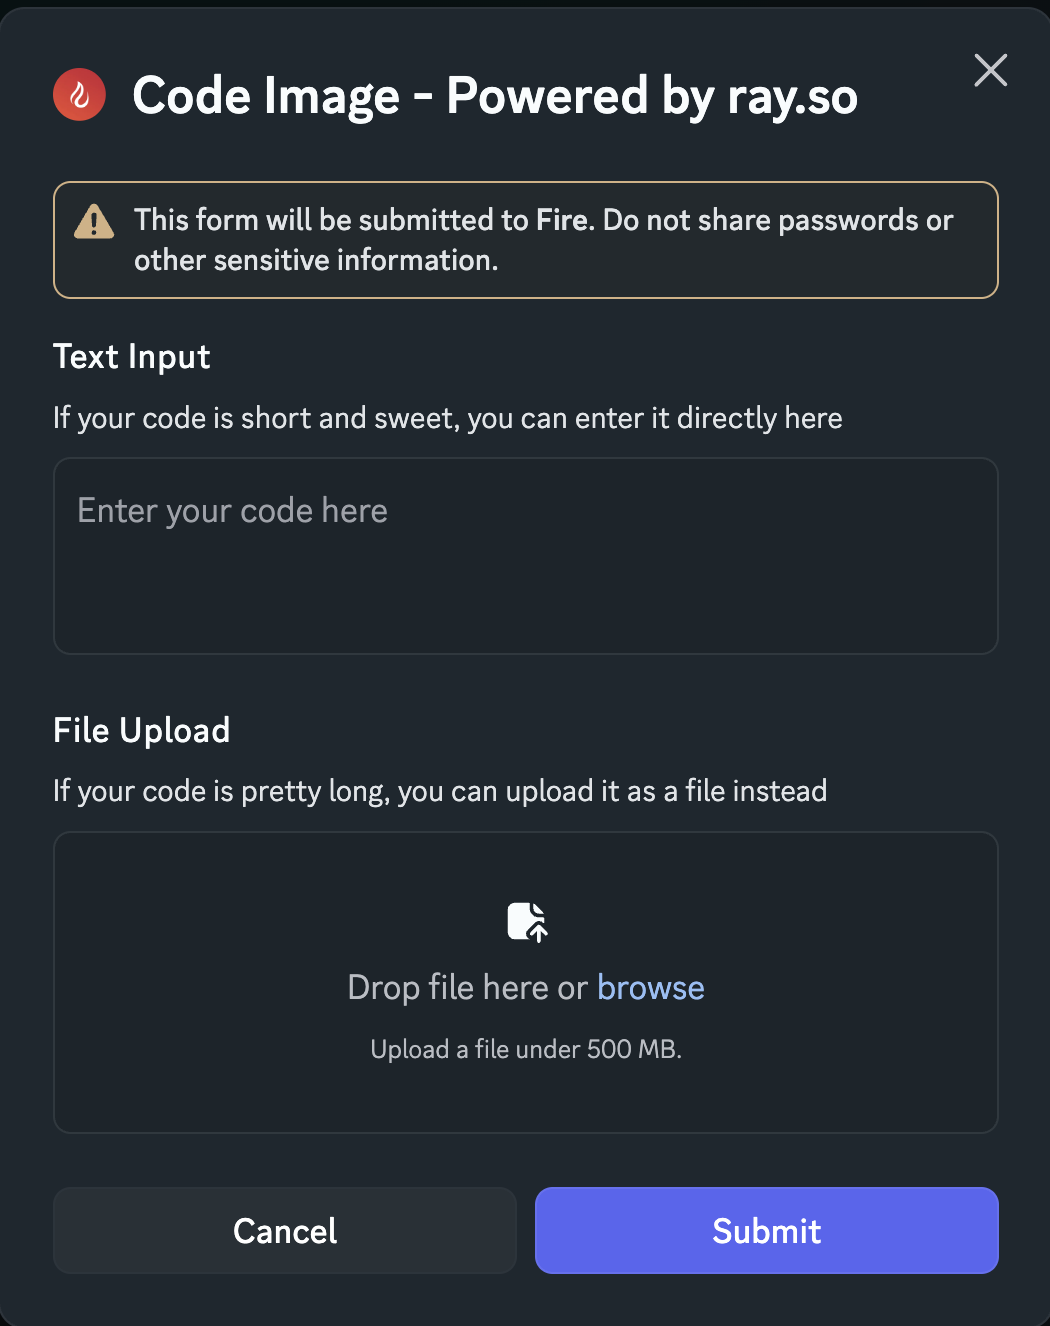 Code Image - Powered by ray.so
This form will be submitted to Fire. Do not share passwords or
other sensitive information.
Text Input
If your code is short and sweet, you can enter it directly here
Enter your code here
File Upload
If your code is pretty long, you can upload it as a file instead
Drop file here or browse
Upload a file under 500 MB.
Cancel
Submit